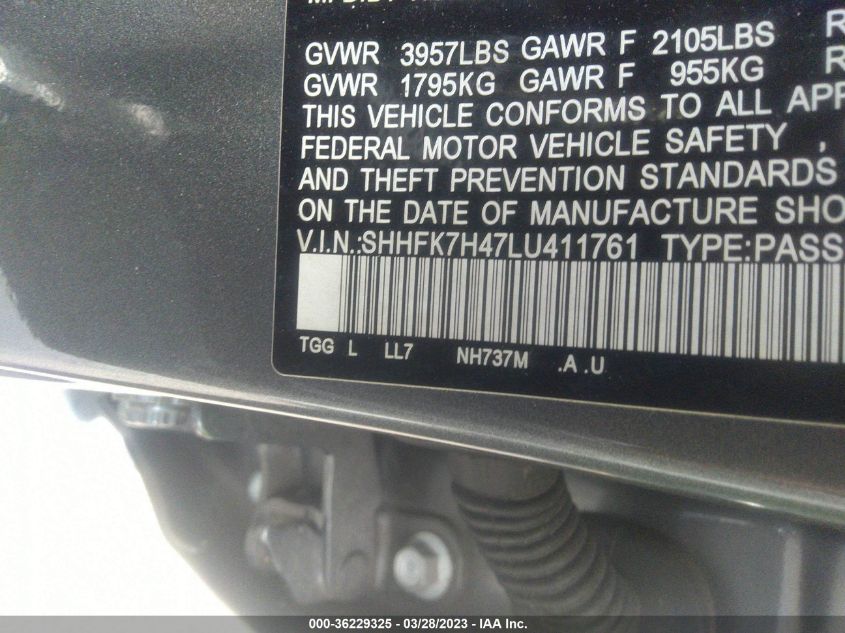 GVWR 3957LBS GAWR F 2105LBS R
GVWR 1795KG GAWR F 955KG R
THIS VEHICLE CONFORMS TO ALL APP
FEDERAL MOTOR VEHICLE SAFETY ,
AND THEFT PREVENTION STANDARDS
ON THE DATE OF MANUFACTURE SHO
V.I.N.:SHHFK7H47LU411761 TYPE:PASS
TGG L LL7 NH737M .A .U
000-36229325 - 03/28/2023 - IAA Inc.